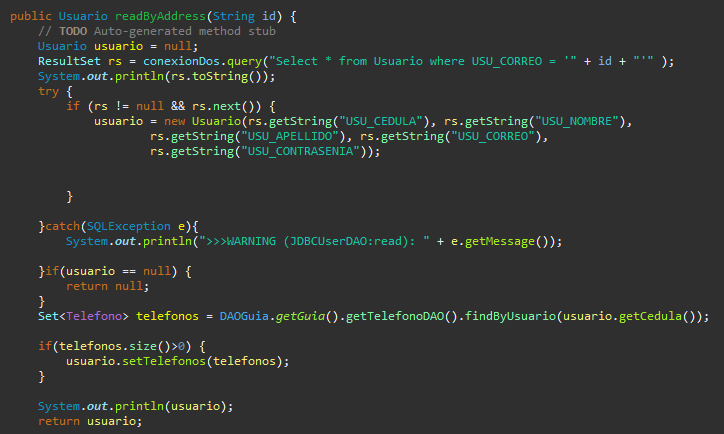 public Usuario readByAddress(String id) {
// TODO Auto-generated method stub
Usuario usuario = null;
ResultSet rs = conexionDos.query("Select * from Usuario where USU_CORREO = '" + id + "'" );
System.out.println(rs.toString());
try {
if (rs != null && rs.next()) {
usuario = new Usuario(rs.getString("USU_CEDULA"), rs.getString("USU_NOMBRE"),
rs.getString("USU_APELLIDO"), rs.getString("USU_CORREO"),
rs.getString("USU_CONTRASENIA"));
}
}catch(SQLException e){
System.out.println(">>>WARNING (JDBCUserDAO:read): " + e.getMessage());
}if(usuario == null) {
return null;
}
Set<Telefono> telefonos = DAOGuia.getGuia().getTelefonoDAO().findByUsuario(usuario.getCedula());
if(telefonos.size()>0) {
usuario.setTelefonos(telefonos);
}
System.out.println(usuario);
return usuario;